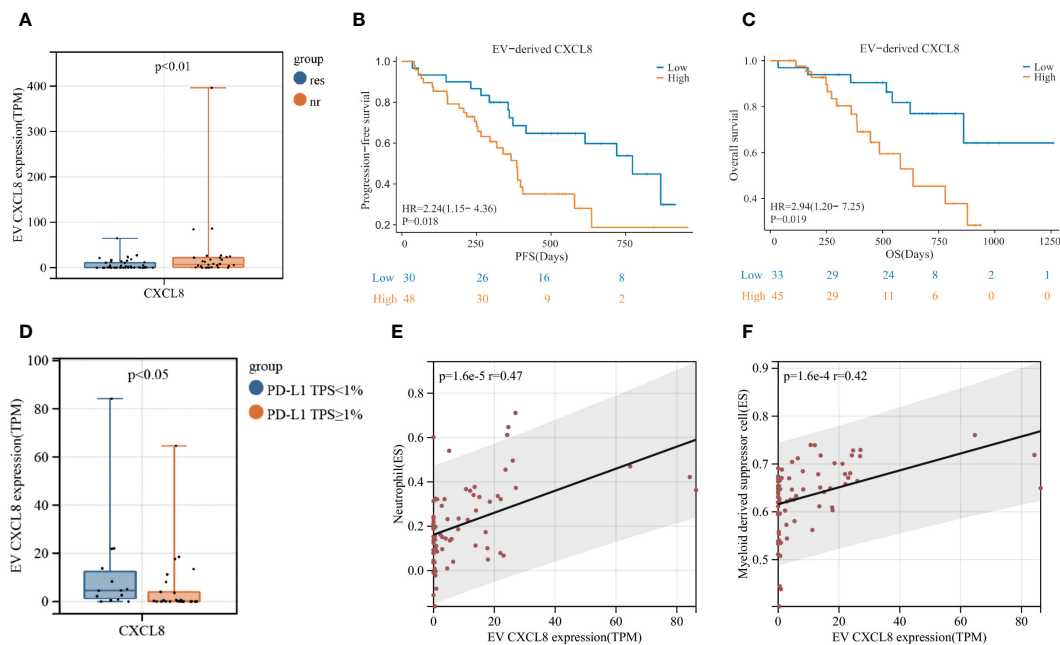 A
p<0.01
group
res
nr
EV CXCL8 expression(TPM)
400
300
200
100
0
CXCL8
B
EV−derived CXCL8
Low
High
Progression−free survial
1.0
0.8
0.6
0.4
0.2
HR=2.24(1.15− 4.36)
P=0.018
0 250 500 750
PFS(Days)
Low 30 26 16 8
High 48 30 9 2
C
EV−derived CXCL8
Low
High
Overall survial
1.0
0.8
0.6
0.4
HR=2.94(1.20− 7.25)
P=0.019
0 250 500 750 1000 1250
OS(Days)
Low 33 29 24 8 2 1
High 45 29 11 6 0 0
D
p<0.05
group
PD-L1 TPS<1%
PD-L1 TPS≥1%
EV CXCL8 expression(TPM)
100
80
60
40
20
0
CXCL8
E
p=1.6e-5 r=0.47
Neutrophil(ES)
0.8
0.6
0.4
0.2
0.0
0 20 40 60 80
EV CXCL8 expression(TPM)
F
p=1.6e-4 r=0.42
Myeloid derived suppressor cell(ES)
0.9
0.8
0.7
0.6
0.5
0 20 40 60 80
EV CXCL8 expression(TPM)